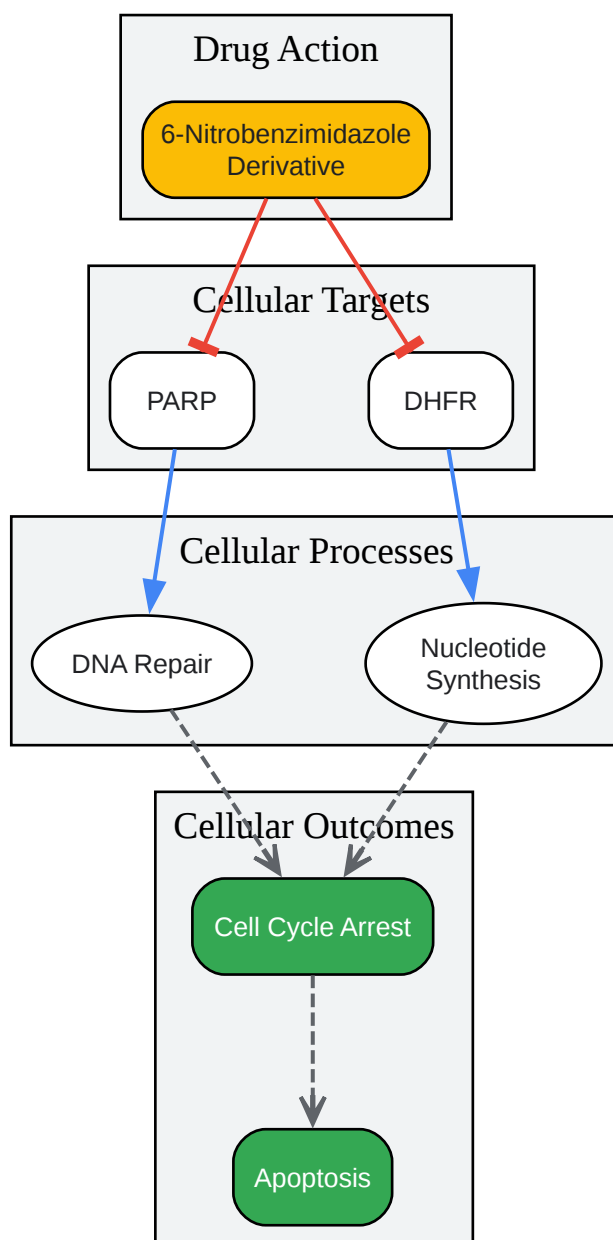 Drug Action
6-Nitrobenzimidazole
Derivative
Cellular Targets
PARP
DHFR
Cellular Processes
DNA Repair
Nucleotide
Synthesis
Cellular Outcomes
Cell Cycle Arrest
Apoptosis